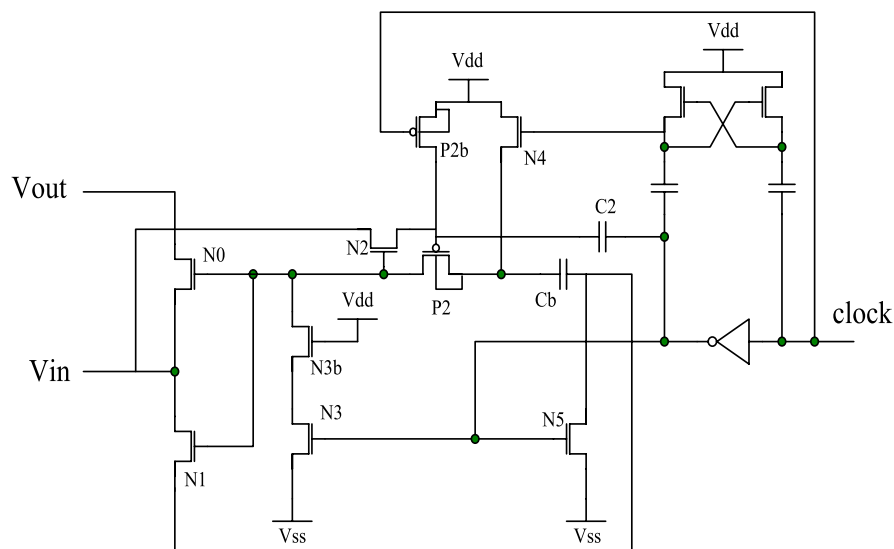 Vdd
Vdd
P2b
N4
Vout
C2
N0
N2
Vdd
P2
Cb
clock
Vin
N3b
N3
N5
N1
Vss
Vss